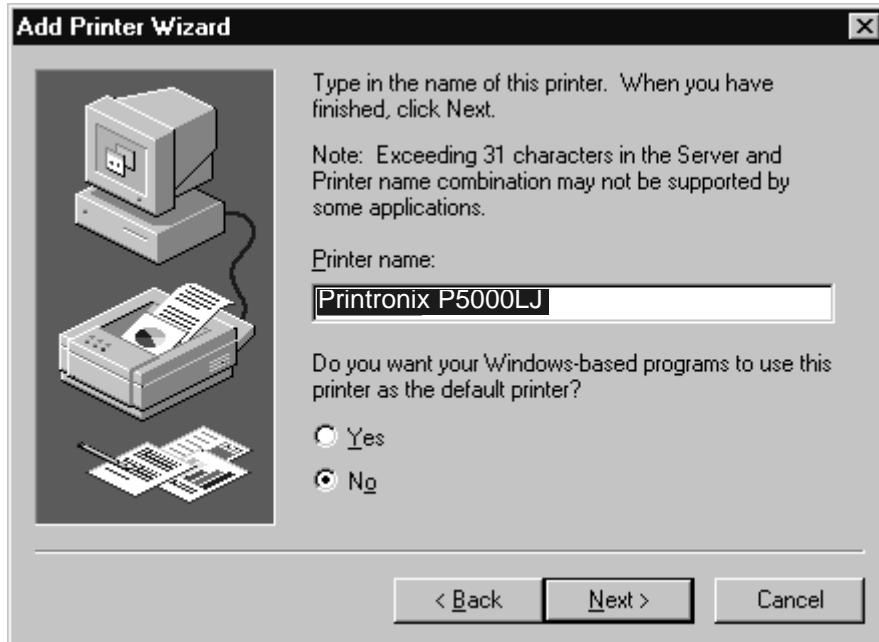 Add Printer Wizard
Type in the name of this printer.  When you have
finished, click Next.
Note:  Exceeding 31 characters in the Server and
Printer name combination may not be supported by
some applications.
Printer name:
Printronix P5000LJ
Do you want your Windows-based programs to use this
printer as the default printer?
Yes
No
< Back
Next >
Cancel